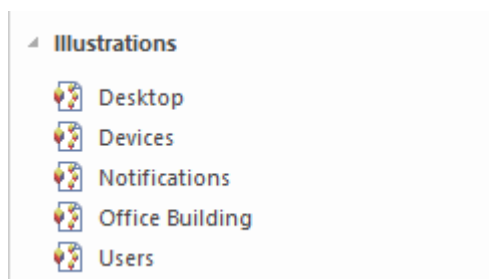 Illustrations
Desktop
Devices
Notifications
Office Building
Users